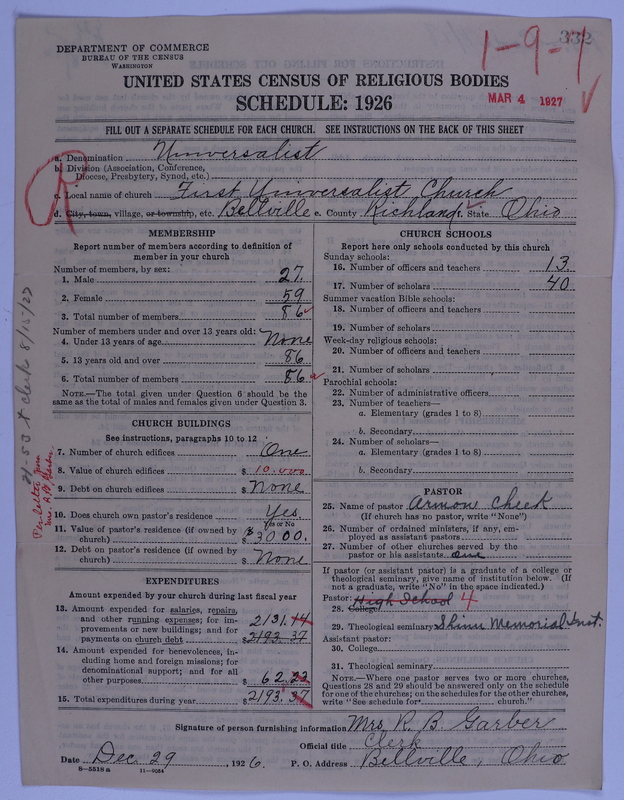 332
1-9-4
DEPARTMENT OF COMMERCE
BUREAU OF THE CENSUS
WASHINGTON
UNITED STATES CENSUS OF RELIGIOUS BODIES
SCHEDULE: 1926
MAR 4 1927
FILL OUT A SEPARATE SCHEDULE FOR EACH CHURCH. SEE INSTRUCTIONS ON THE BACK OF THIS SHEET
a. Denomination Universalist
b. Division (Association, Conference, Diocese, Presbytery, Synod, etc.)
c. Local name of church First Universalist Church
d. City, town, village, or township, etc. Bellville e. County Richland f. State Ohio
MEMBERSHIP
Report number of members according to definition of member in your church
Number of members, by sex:
1. Male 27
2. Female 59
3. Total number of members 86
Number of members under and over 13 years old:
4. Under 13 years of age None
5. 13 years old and over 86
6. Total number of members 86
NOTE.—The total given under Question 6 should be the same as the total of males and females given under Question 3.
CHURCH BUILDINGS
See instructions, paragraphs 10 to 12
7. Number of church edifices One
8. Value of church edifices $ 10,400
9. Debt on church edifices $ None
10. Does church own pastor's residence Yes
Yes or No
11. Value of pastor's residence (if owned by church) $ 3000.
12. Debt on pastor's residence (if owned by church) $ None
EXPENDITURES
Amount expended by your church during last fiscal year
13. Amount expended for salaries, repairs, and other running expenses; for improvements or new buildings; and for payments on church debt 2131.14
$ 2193.37
14. Amount expended for benevolences, including home and foreign missions; for denominational support; and for all other purposes $ 62.23
15. Total expenditures during year $ 2193.37
CHURCH SCHOOLS
Report here only schools conducted by this church
Sunday schools:
16. Number of officers and teachers 13
17. Number of scholars 40
Summer vacation Bible schools:
18. Number of officers and teachers
19. Number of scholars
Week-day religious schools:
20. Number of officers and teachers
21. Number of scholars
Parochial schools:
22. Number of administrative officers
23. Number of teachers—
a. Elementary (grades 1 to 8)
b. Secondary
24. Number of scholars—
a. Elementary (grades 1 to 8)
b. Secondary
PASTOR
25. Name of pastor Armon Cheek
(If church has no pastor, write "None")
26. Number of ordained ministers, if any, employed as assistant pastors
27. Number of other churches served by the pastor or his assistants one
If pastor (or assistant pastor) is a graduate of a college or theological seminary, give name of institution below. (If not a graduate, write "No" in the space indicated.)
Pastor: High School 4
28. College
29. Theological seminary Shinn Memorial Inst.
Assistant pastor:
30. College
31. Theological seminary
NOTE.—Where one pastor serves two or more churches, Questions 28 and 29 should be answered only on the schedule for one of the churches; on the schedules for the other churches, write "See schedule for church."
Signature of person furnishing information Mrs. R. B. Garber
Official title Clerk
Date Dec. 29, 1926. P. O. Address Bellville, Ohio
8—5518a 11—9054